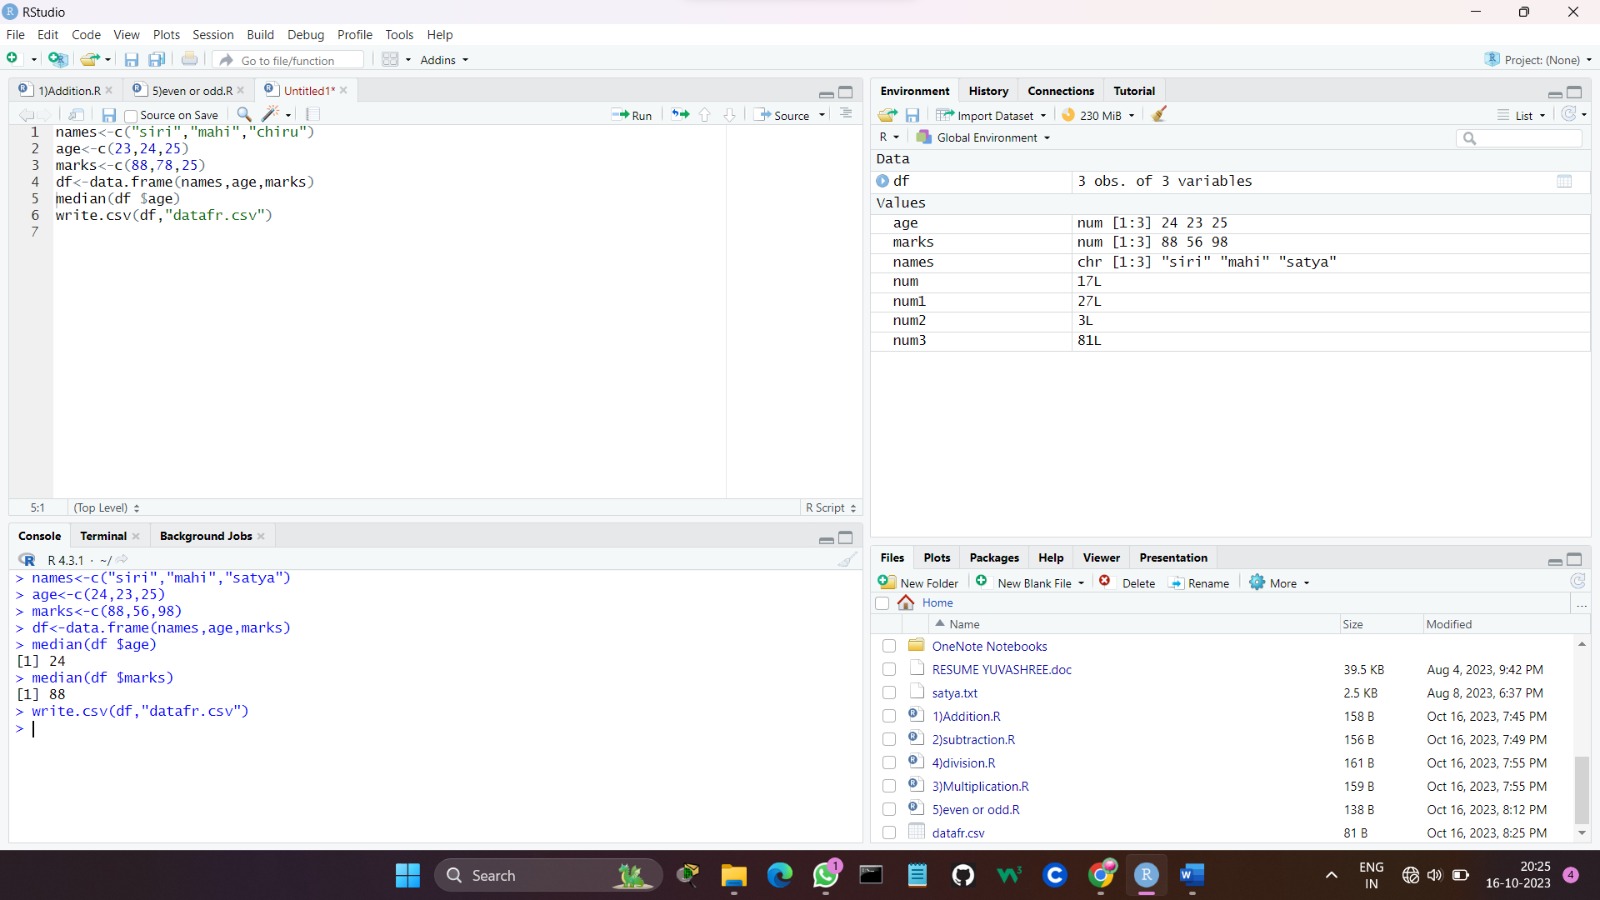 RStudio
File Edit Code View Plots Session Build Debug Profile Tools Help
Go to file/function Addins Project: (None)
1)Addition.R 5)even or odd.R Untitled1*
Source on Save Run Source
1 names<-c("siri","mahi","chiru")
2 age<-c(23,24,25)
3 marks<-c(88,78,25)
4 df<-data.frame(names,age,marks)
5 median(df $age)
6 write.csv(df,"datafr.csv")
7
5:1 (Top Level) R Script
Console Terminal Background Jobs
R 4.3.1 · ~/
> names<-c("siri","mahi","satya")
> age<-c(24,23,25)
> marks<-c(88,56,98)
> df<-data.frame(names,age,marks)
> median(df $age)
[1] 24
> median(df $marks)
[1] 88
> write.csv(df,"datafr.csv")
>
Environment History Connections Tutorial
Import Dataset 230 MiB List
R Global Environment
Data
df 3 obs. of 3 variables
Values
age num [1:3] 24 23 25
marks num [1:3] 88 56 98
names chr [1:3] "siri" "mahi" "satya"
num 17L
num1 27L
num2 3L
num3 81L
Files Plots Packages Help Viewer Presentation
New Folder New Blank File Delete Rename More
Home ...
Name Size Modified
OneNote Notebooks
RESUME YUVASHREE.doc 39.5 KB Aug 4, 2023, 9:42 PM
satya.txt 2.5 KB Aug 8, 2023, 6:37 PM
1)Addition.R 158 B Oct 16, 2023, 7:45 PM
2)subtraction.R 156 B Oct 16, 2023, 7:49 PM
4)division.R 161 B Oct 16, 2023, 7:55 PM
3)Multiplication.R 159 B Oct 16, 2023, 7:55 PM
5)even or odd.R 138 B Oct 16, 2023, 8:12 PM
datafr.csv 81 B Oct 16, 2023, 8:25 PM
Search 1 ENG 20:25
IN 16-10-2023 4